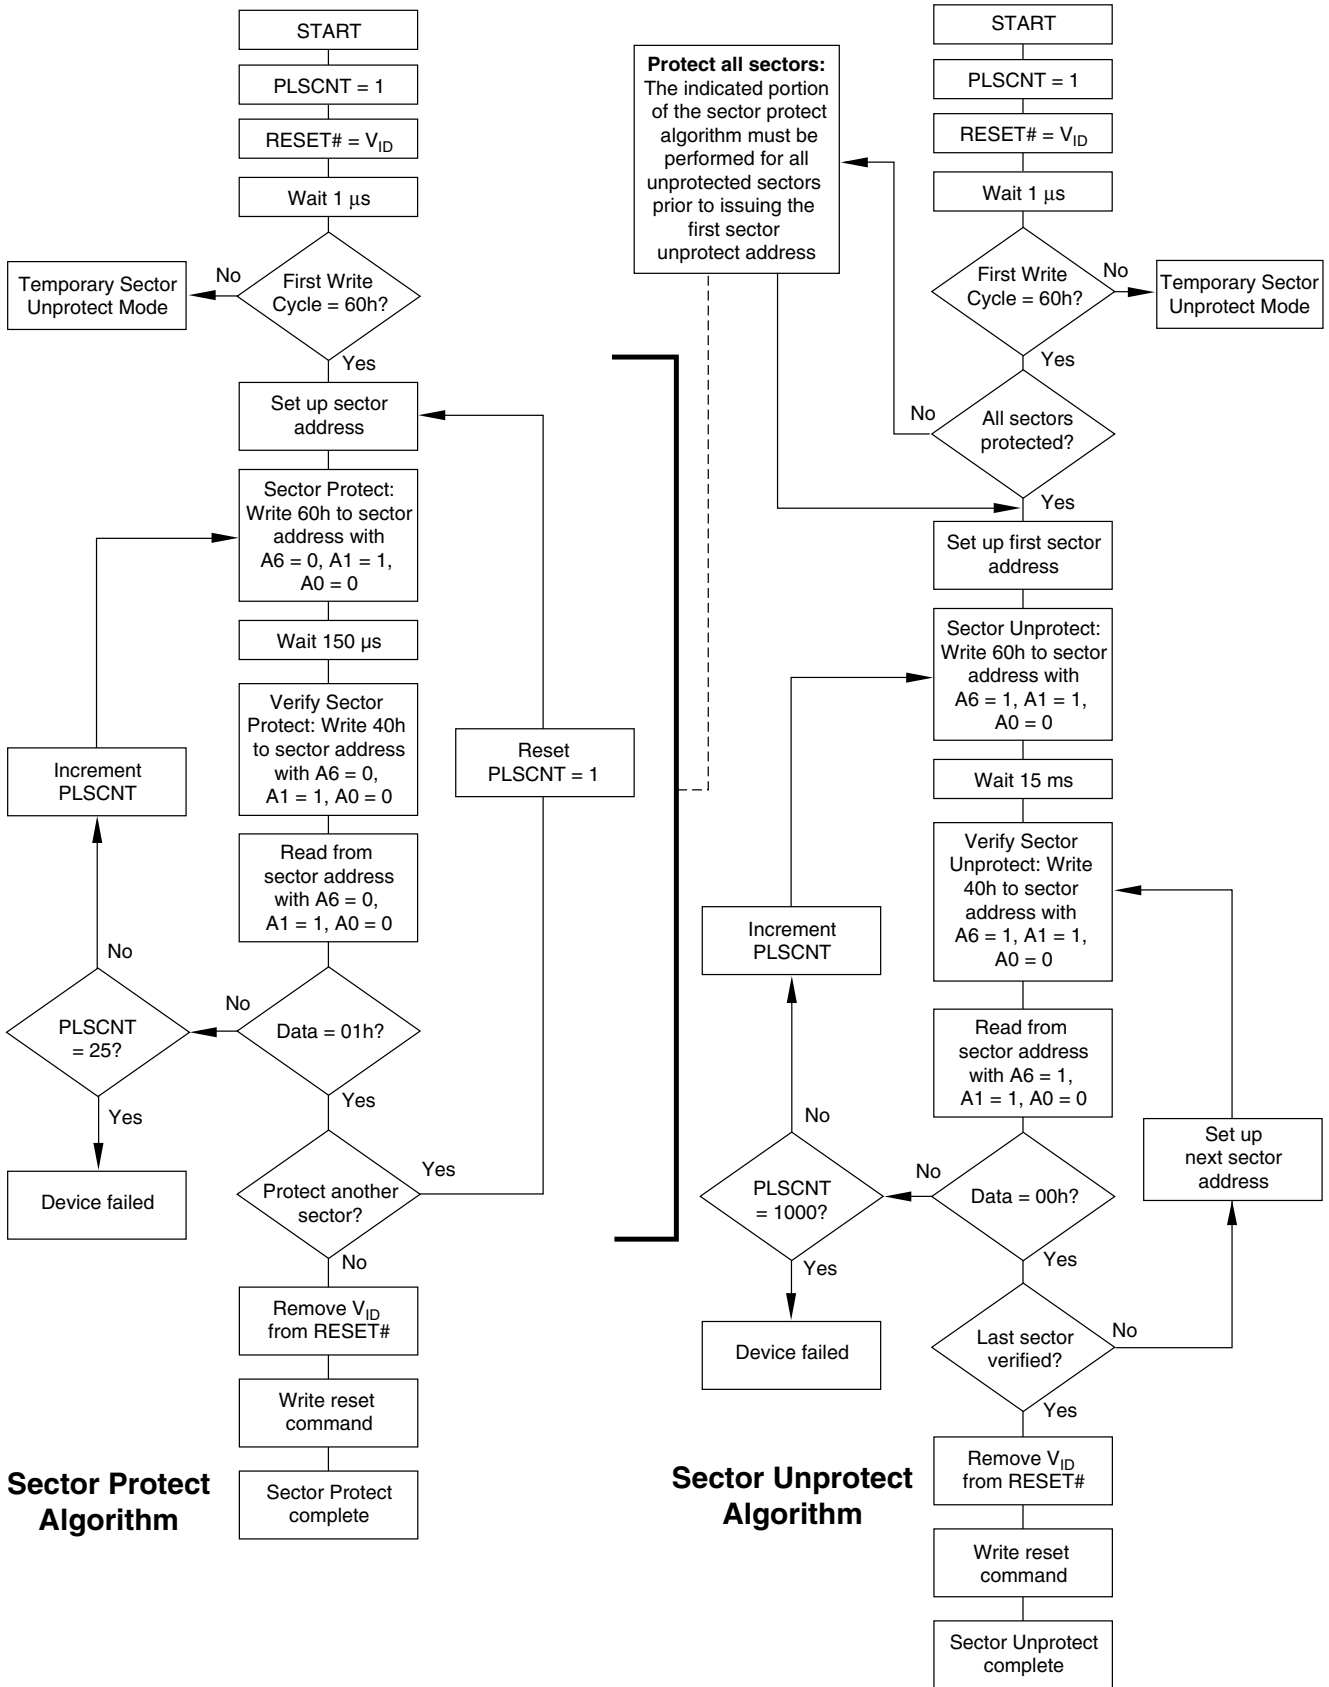 START
PLSCNT = 1
RESET# = VID
Wait 1 μs
First Write
Cycle = 60h?
No
Temporary Sector
Unprotect Mode
Yes
Set up sector
address
Sector Protect:
Write 60h to sector
address with
A6 = 0, A1 = 1,
A0 = 0
Wait 150 µs
Verify Sector
Protect: Write 40h
to sector address
with A6 = 0,
A1 = 1, A0 = 0
Reset
PLSCNT = 1
Increment
PLSCNT
Read from
sector address
with A6 = 0,
A1 = 1, A0 = 0
No
No
PLSCNT
= 25?
Data = 01h?
Yes
Yes
Device failed
Protect another
sector?
Yes
No
Remove VID
from RESET#
Write reset
command
Sector Protect
complete
Sector Protect
Algorithm
Protect all sectors:
The indicated portion
of the sector protect
algorithm must be
performed for all
unprotected sectors
prior to issuing the
first sector
unprotect address
START
PLSCNT = 1
RESET# = VID
Wait 1 μs
First Write
Cycle = 60h?
No
Temporary Sector
Unprotect Mode
Yes
No
All sectors
protected?
Yes
Set up first sector
address
Sector Unprotect:
Write 60h to sector
address with
A6 = 1, A1 = 1,
A0 = 0
Wait 15 ms
Verify Sector
Unprotect: Write
40h to sector
address with
A6 = 1, A1 = 1,
A0 = 0
Increment
PLSCNT
Read from
sector address
with A6 = 1,
A1 = 1, A0 = 0
No
Set up
next sector
address
No
PLSCNT
= 1000?
Data = 00h?
Yes
Yes
Device failed
Last sector
verified?
No
Yes
Remove VID
from RESET#
Write reset
command
Sector Unprotect
complete
Sector Unprotect
Algorithm